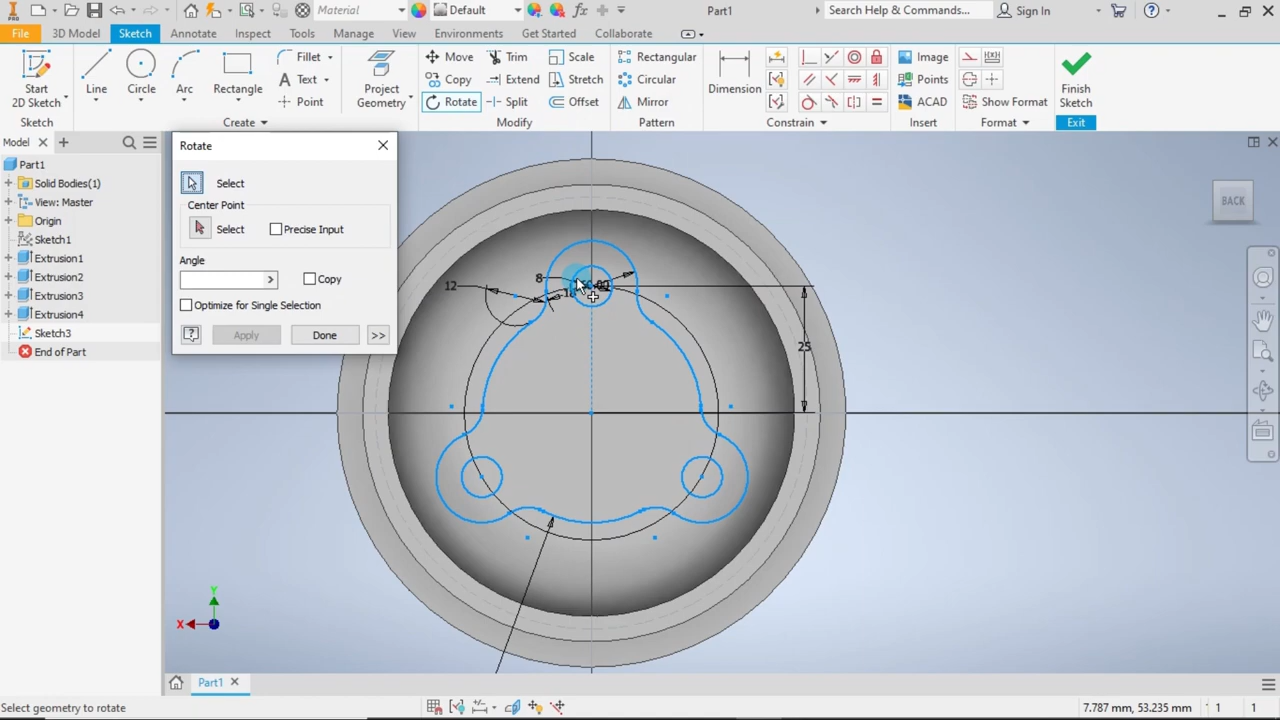 PRO
Material
Default
fx
Part1
Search Help & Commands...
Sign In
File
3D Model
Sketch
Annotate
Inspect
Tools
Manage
View
Environments
Get Started
Collaborate
Start
2D Sketch
Line
Circle
Arc
Rectangle
Fillet
Text
Point
Project
Geometry
Move
Copy
Rotate
Trim
Extend
Split
Scale
Stretch
Offset
Rectangular
Circular
Mirror
Dimension
Image
Points
ACAD
Show Format
Finish
Sketch
Sketch
Create
Modify
Pattern
Constrain
Insert
Format
Exit
Model
Part1
Solid Bodies(1)
View: Master
Origin
Sketch1
Extrusion1
Extrusion2
Extrusion3
Extrusion4
Sketch3
End of Part
Rotate
Select
Center Point
Select
Precise Input
Angle
Copy
Optimize for Single Selection
Apply
Done
>>
BACK
8
12
25
Y
X
Part1
Select geometry to rotate
7.787 mm, 53.235 mm
1
1